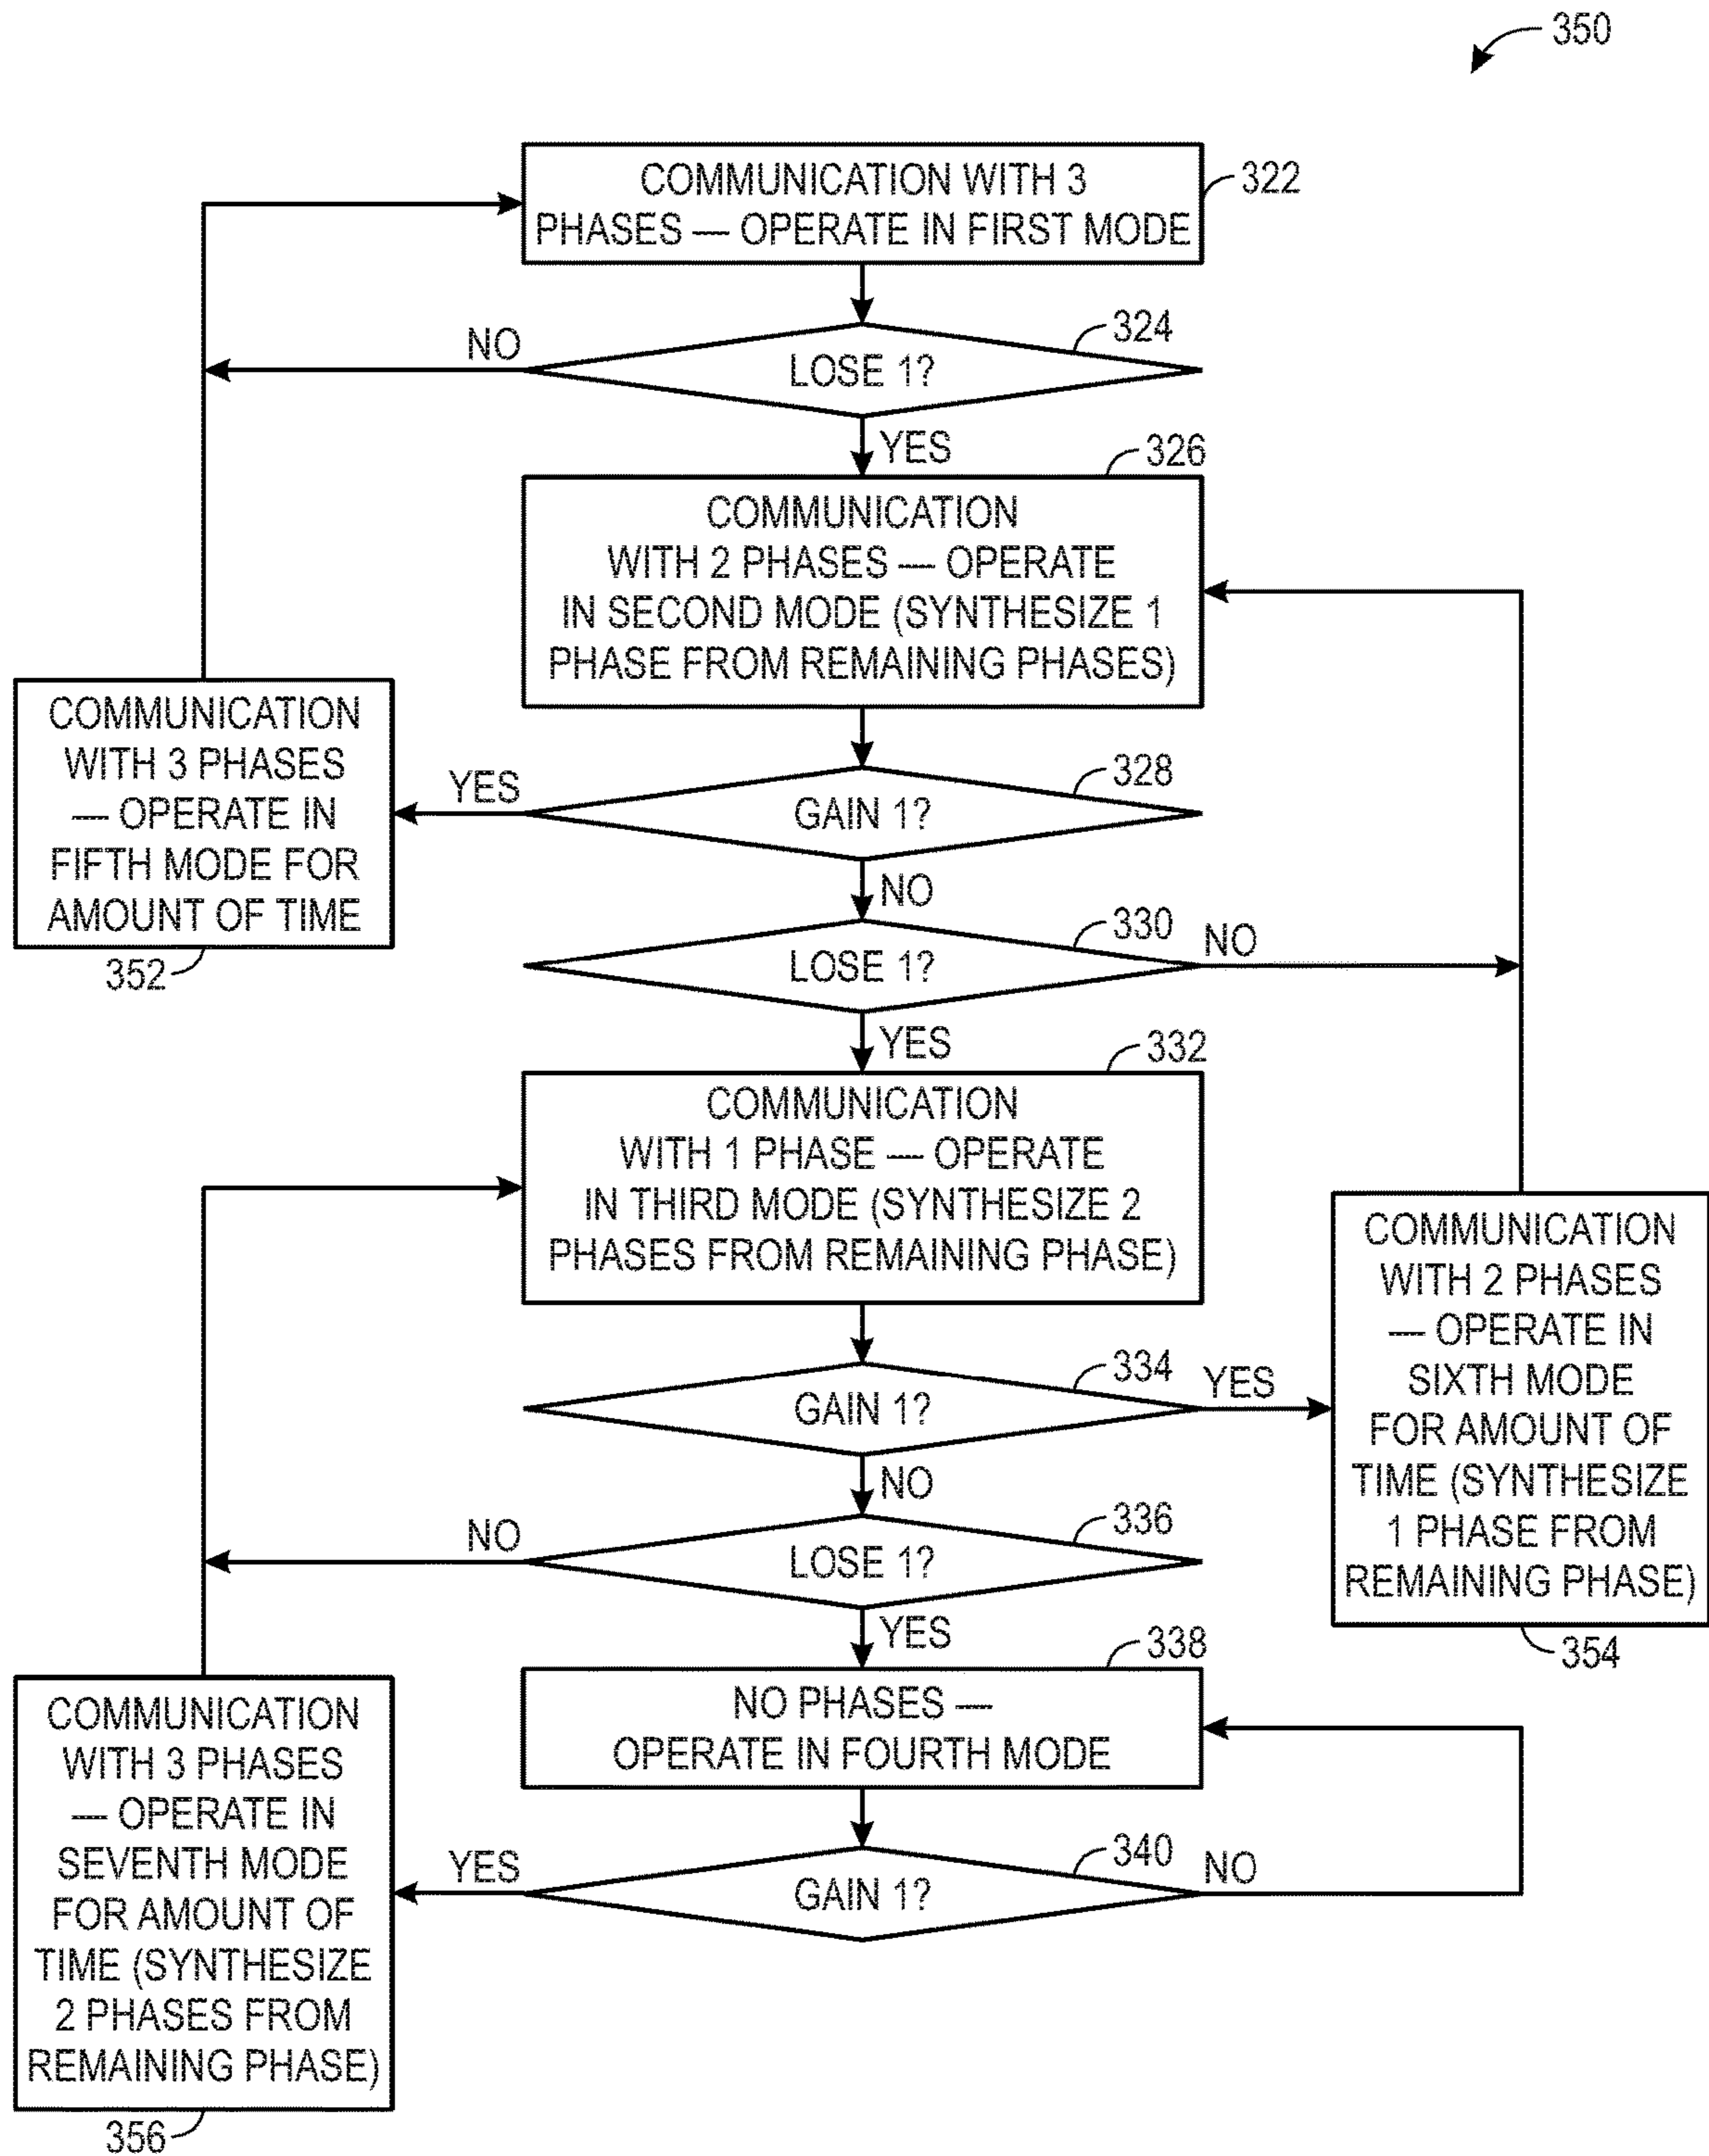 350
COMMUNICATION WITH 3
PHASES — OPERATE IN FIRST MODE
322
324
NO
LOSE 1?
YES
326
COMMUNICATION
WITH 2 PHASES — OPERATE
IN SECOND MODE (SYNTHESIZE 1
PHASE FROM REMAINING PHASES)
COMMUNICATION
WITH 3 PHASES
— OPERATE IN
FIFTH MODE FOR
AMOUNT OF TIME
352
328
YES
GAIN 1?
NO
330
NO
LOSE 1?
YES
332
COMMUNICATION
WITH 1 PHASE — OPERATE
IN THIRD MODE (SYNTHESIZE 2
PHASES FROM REMAINING PHASE)
334
YES
GAIN 1?
NO
COMMUNICATION
WITH 2 PHASES
— OPERATE IN
SIXTH MODE
FOR AMOUNT OF
TIME (SYNTHESIZE
1 PHASE FROM
REMAINING PHASE)
354
336
NO
LOSE 1?
YES
338
NO PHASES —
OPERATE IN FOURTH MODE
COMMUNICATION
WITH 3 PHASES
— OPERATE IN
SEVENTH MODE
FOR AMOUNT OF
TIME (SYNTHESIZE
2 PHASES FROM
REMAINING PHASE)
356
340
YES
GAIN 1?
NO